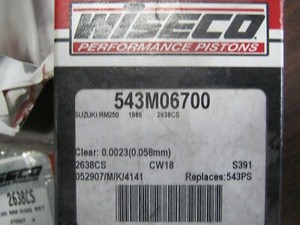 WISECO
PERFORMANCE PISTONS
543M06700
SUZUKI RM250 1986 2638CS
Clear: 0.0023(0.058mm)
2638CS CW18 S391
052907/M/K/4141 Replaces:543PS
WISECO
2638CS